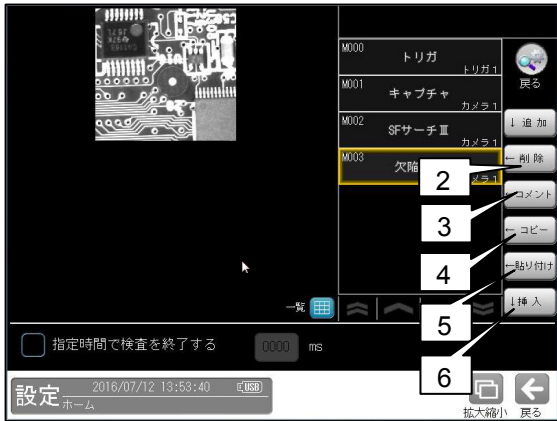 M000
トリガ
トリガ1
M001
キャプチャ
カメラ1
M002
SFサーチⅢ
カメラ1
M003
欠陥
メラ1
戻る
↓追加
←削除
コメント
←コピー
←貼り付け
↓挿入
2
3
4
5
6
一覧
指定時間で検査を終了する
0000 ms
設定
2016/07/12 13:53:40
USB
ホーム
拡大縮小
戻る